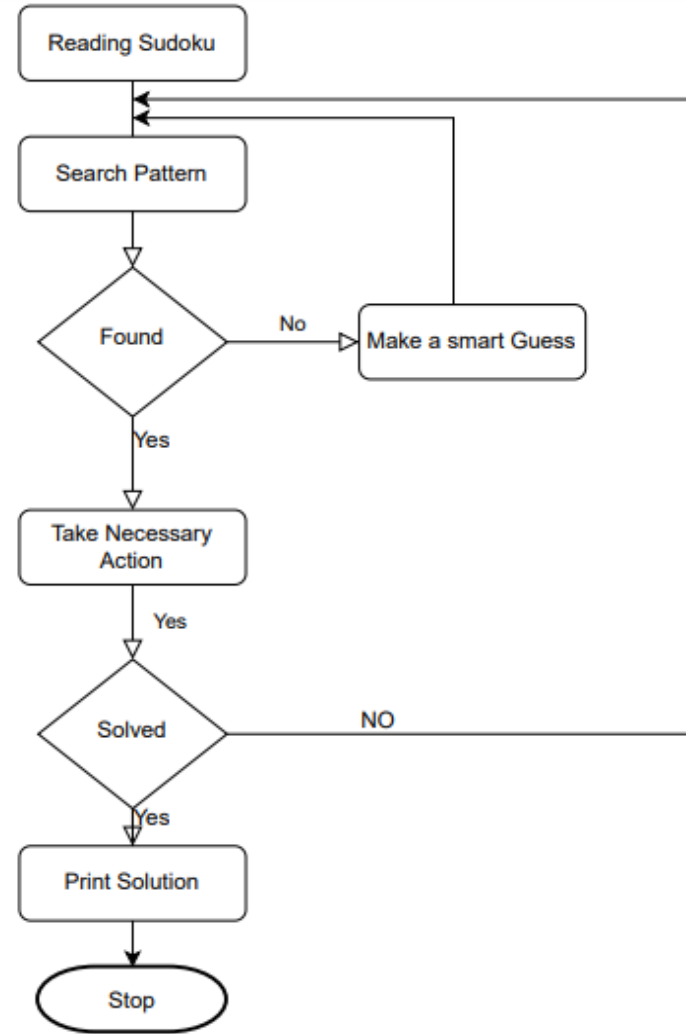 Reading Sudoku
Search Pattern
Found
No
Make a smart Guess
Yes
Take Necessary
Action
Yes
Solved
NO
Yes
Print Solution
Stop